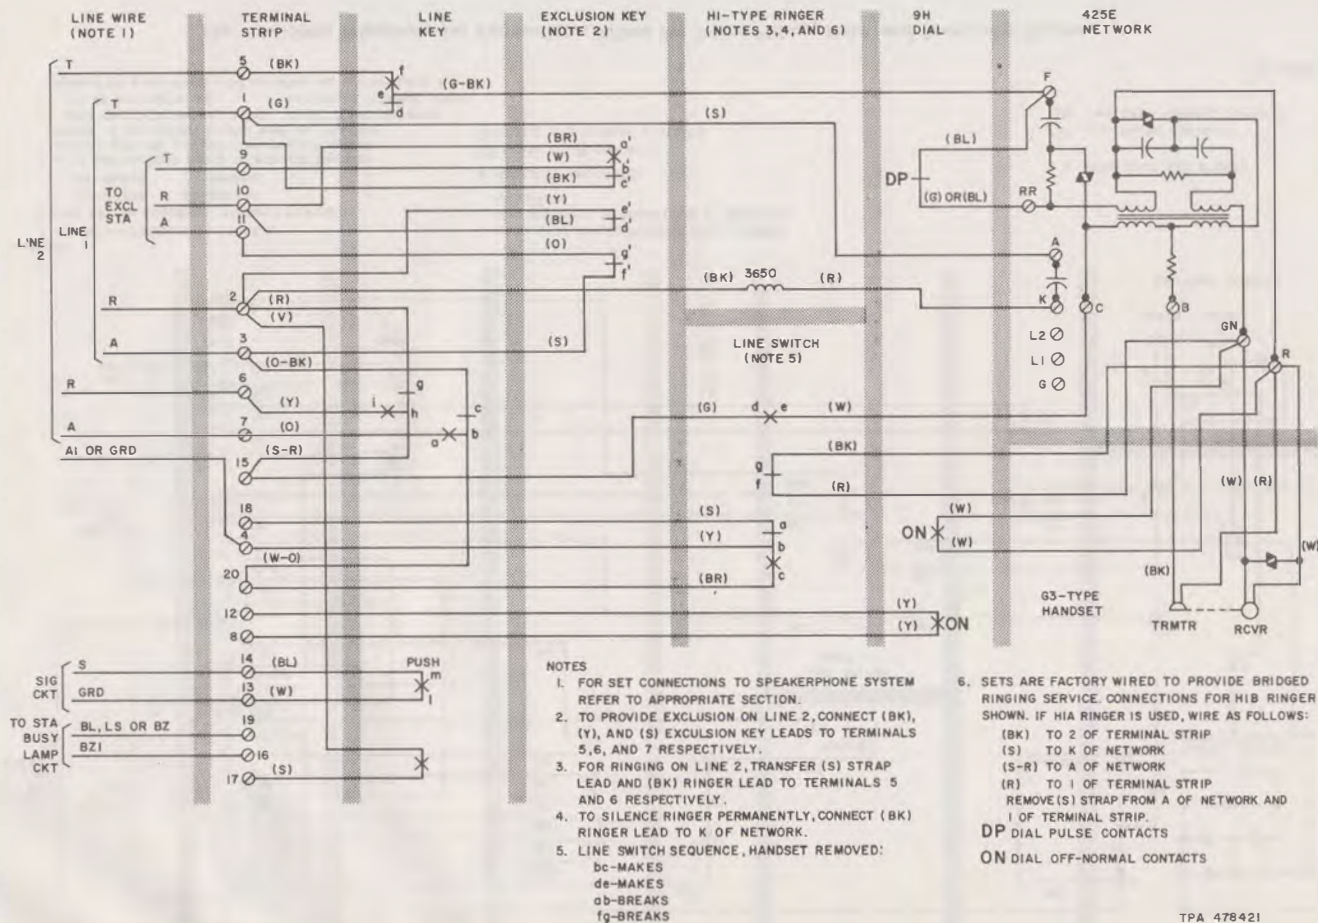 LINE WIRE (NOTE 1)
TERMINAL STRIP
LINE KEY
EXCLUSION KEY (NOTE 2)
HI-TYPE RINGER (NOTES 3,4, AND 6)
9H DIAL
425E NETWORK
T
5
(BK)
f
(G-BK)
F
e
T
1
(G)
d
(S)
(BR)
a'
(BL)
T
9
(W)
b'
DP
(BK)
c'
TO EXCL STA
R
10
(Y)
e'
(G) OR(BL)
RR
11
(BL)
d'
A
(O)
g'
A
LINE 2
LINE 1
f'
(BK)
3650
(R)
R
2
(R)
K
C
B
(V)
L2
GN
LINE SWITCH (NOTE 5)
A
3
(S)
L1
R
(O-BK)
G
R
6
g
(Y)
i
h
c
(G)
d
e
(W)
A
7
(O)
a
b
A1 OR GRD
(S-R)
(BK)
15
g
f
(R)
(W)
(R)
18
(S)
a
(W)
4
(Y)
b
ON
(W)
(W)
(W-O)
c
20
(BR)
(BK)
12
(Y)
G3-TYPE HANDSET
8
(Y)
ON
TRMTR
RCVR
SIG CKT
S
14
(BL)
PUSH
m
GRD
13
(W)
l
TO STA BUSY LAMP CKT
BL, LS OR BZ
19
BZ1
16
17
(S)
NOTES
1. FOR SET CONNECTIONS TO SPEAKERPHONE SYSTEM
REFER TO APPROPRIATE SECTION.
2. TO PROVIDE EXCLUSION ON LINE 2, CONNECT (BK),
(Y), AND (S) EXCULSION KEY LEADS TO TERMINALS
5,6, AND 7 RESPECTIVELY.
3. FOR RINGING ON LINE 2, TRANSFER (S) STRAP
LEAD AND (BK) RINGER LEAD TO TERMINALS 5
AND 6 RESPECTIVELY.
4. TO SILENCE RINGER PERMANENTLY, CONNECT (BK)
RINGER LEAD TO K OF NETWORK.
5. LINE SWITCH SEQUENCE, HANDSET REMOVED:
bc-MAKES
de-MAKES
ab-BREAKS
fg-BREAKS
6. SETS ARE FACTORY WIRED TO PROVIDE BRIDGED
RINGING SERVICE. CONNECTIONS FOR HIB RINGER
SHOWN. IF HIA RINGER IS USED, WIRE AS FOLLOWS:
(BK) TO 2 OF TERMINAL STRIP
(S) TO K OF NETWORK
(S-R) TO A OF NETWORK
(R) TO 1 OF TERMINAL STRIP
REMOVE (S) STRAP FROM A OF NETWORK AND
1 OF TERMINAL STRIP.
DP DIAL PULSE CONTACTS
ON DIAL OFF-NORMAL CONTACTS
TPA 478421